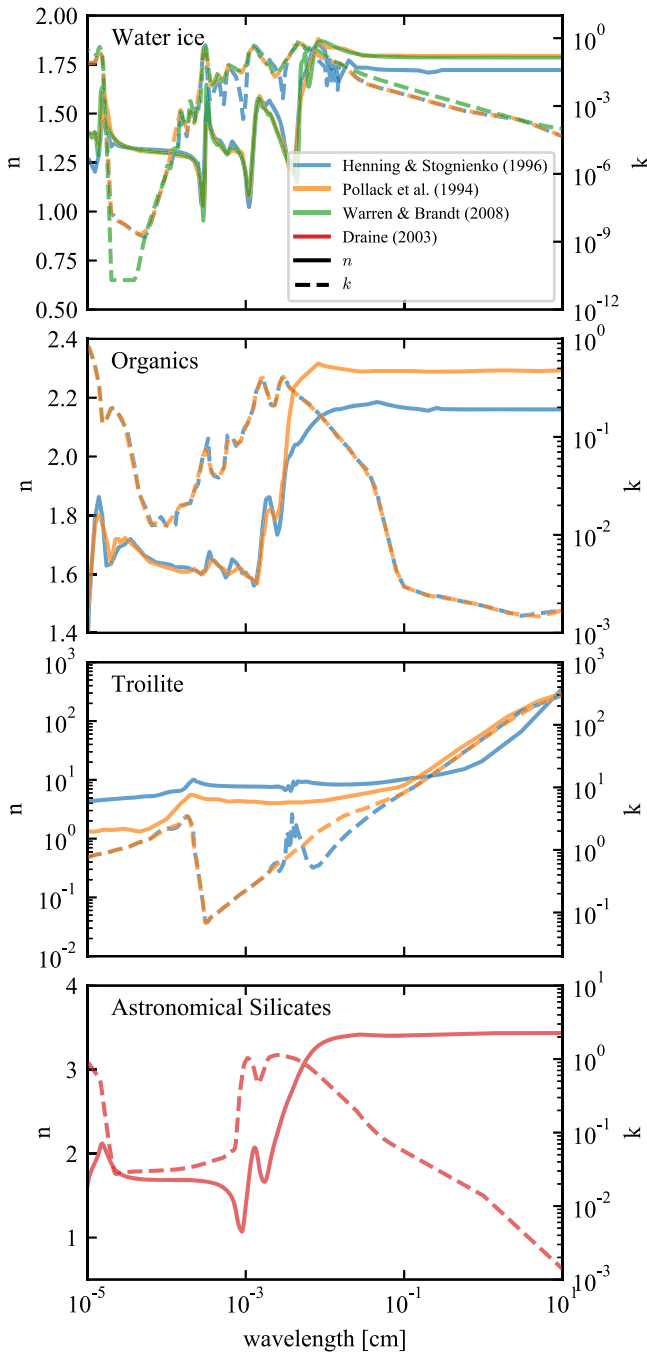 2.00
1.75
1.50
1.25
1.00
0.75
0.50
n
Water ice
10^0
10^-3
10^-6
10^-9
10^-12
k
Henning & Stognienko (1996)
Pollack et al. (1994)
Warren & Brandt (2008)
Draine (2003)
n
k
2.4
2.2
2.0
1.8
1.6
1.4
n
Organics
10^0
10^-1
10^-2
10^-3
k
10^3
10^2
10^1
10^0
10^-1
10^-2
n
Troilite
10^3
10^2
10^1
10^0
10^-1
k
4
3
2
1
n
Astronomical Silicates
10^1
10^0
10^-1
10^-2
10^-3
k
10^-5
10^-3
10^-1
10^1
wavelength [cm]